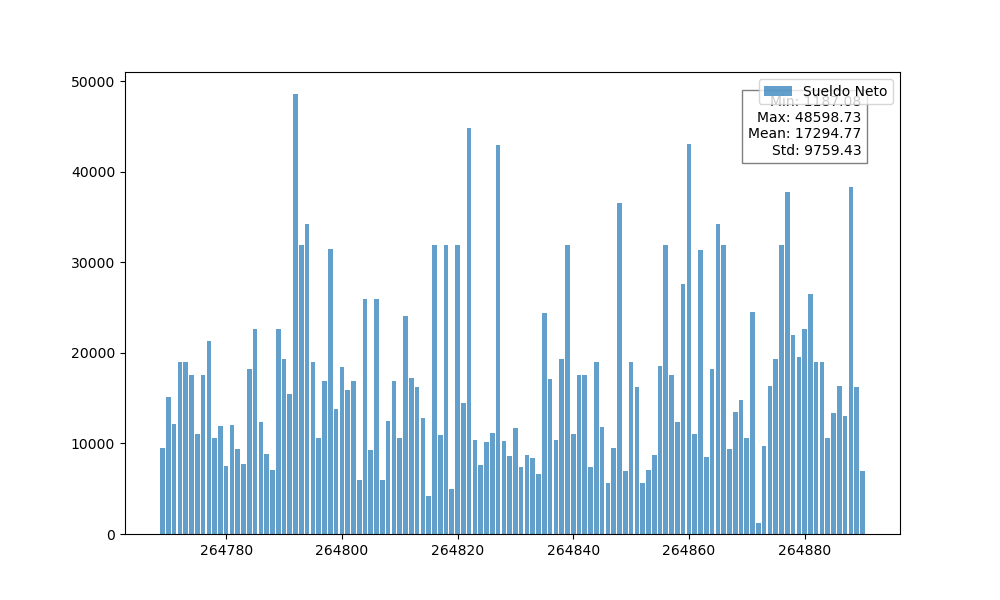 50000
40000
30000
20000
10000
0
264780 264800 264820 264840 264860 264880
Sueldo Neto
Min: 1187.08
Max: 48598.73
Mean: 17294.77
Std: 9759.43